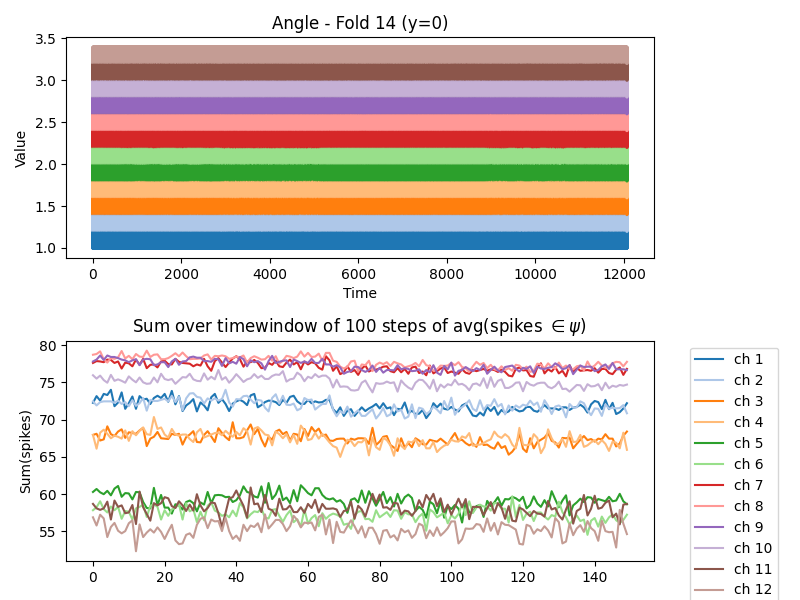 Angle - Fold 14 (y=0)
3.5
3.0
2.5
2.0
1.5
1.0
Value
0 2000 4000 6000 8000 10000 12000
Time
Sum over timewindow of 100 steps of avg(spikes ∈ ψ)
80
75
70
65
60
55
Sum(spikes)
0 20 40 60 80 100 120 140
ch 1
ch 2
ch 3
ch 4
ch 5
ch 6
ch 7
ch 8
ch 9
ch 10
ch 11
ch 12